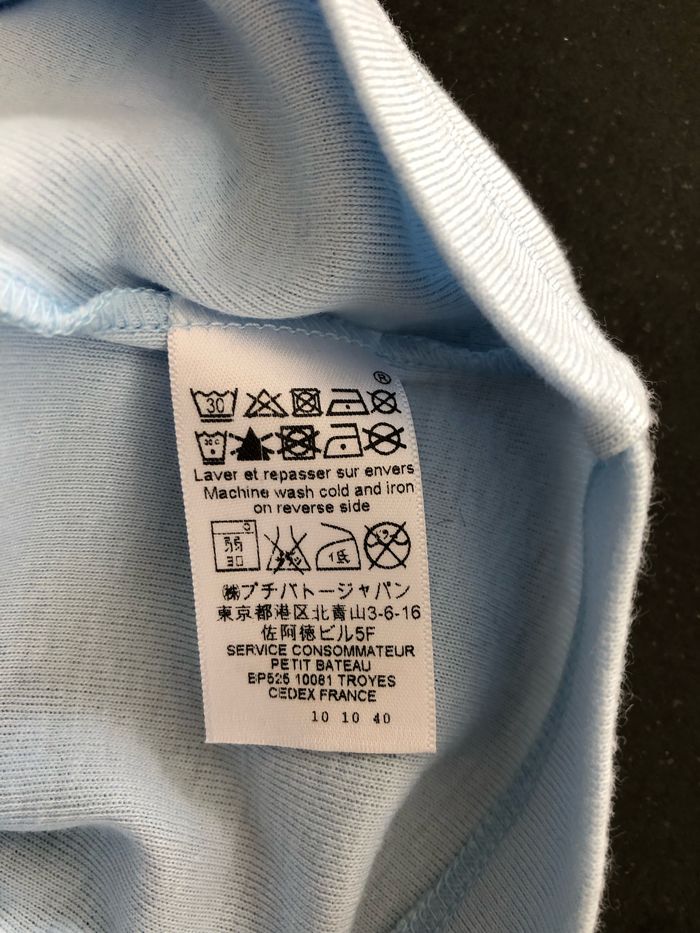 ®
30
30 C
Laver et repasser sur envers
Machine wash cold and iron
on reverse side
弱
30
低
㈱プチバトージャパン
東京都港区北青山3-6-16
佐阿徳ビル5F
SERVICE CONSOMMATEUR
PETIT BATEAU
BP525 10081 TROYES
CEDEX FRANCE
10 10 40